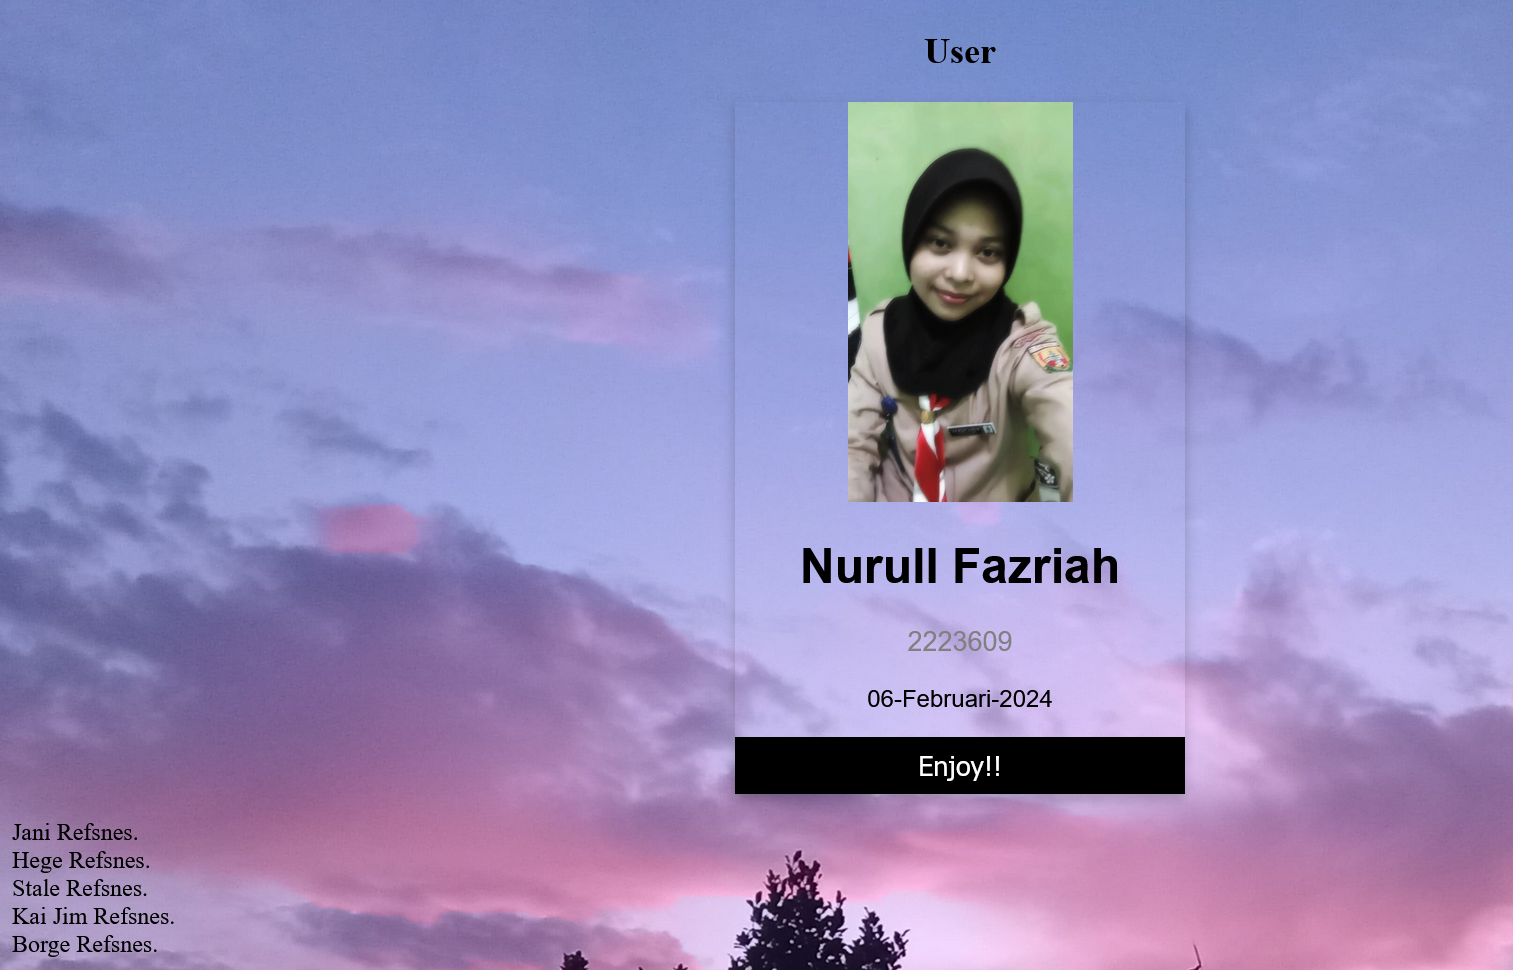 User
Nurull Fazriah
2223609
06-Februari-2024
Enjoy!!
Jani Refsnes.
Hege Refsnes.
Stale Refsnes.
Kai Jim Refsnes.
Borge Refsnes.